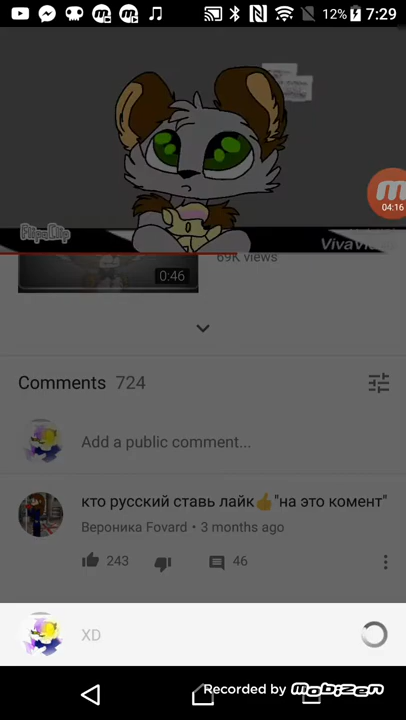 12% 7:29
04:16
FlipaClip
VivaVideo
0:46
69K views
Comments 724
Add a public comment...
кто русский ставь лайк👍"на это комент"
Вероника Fovard • 3 months ago
243
46
XD
Recorded by Mobizen